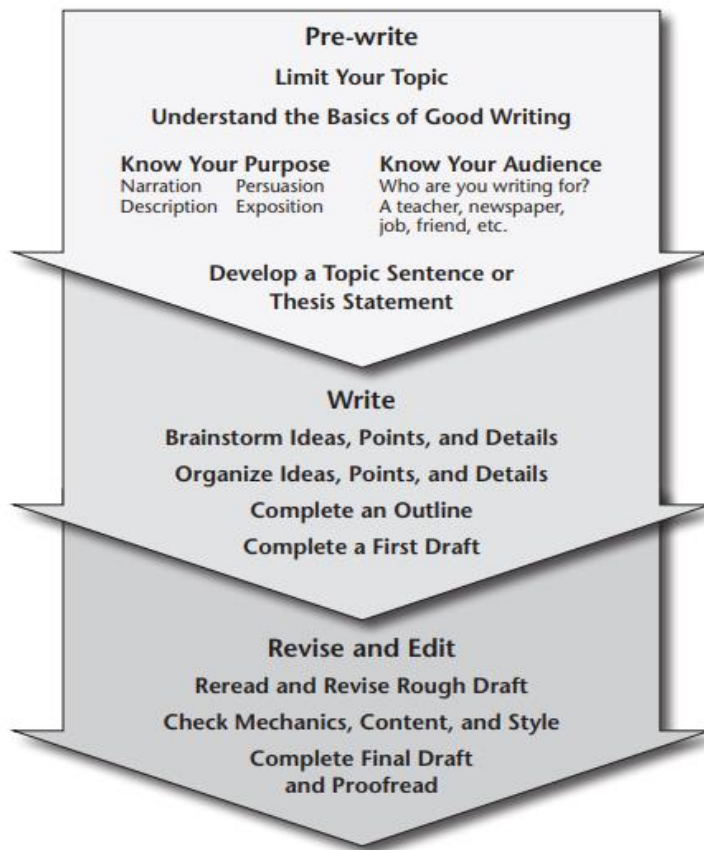 Pre-write
Limit Your Topic
Understand the Basics of Good Writing
Know Your Purpose
Narration Persuasion
Description Exposition
Know Your Audience
Who are you writing for?
A teacher, newspaper,
job, friend, etc.
Develop a Topic Sentence or
Thesis Statement
Write
Brainstorm Ideas, Points, and Details
Organize Ideas, Points, and Details
Complete an Outline
Complete a First Draft
Revise and Edit
Reread and Revise Rough Draft
Check Mechanics, Content, and Style
Complete Final Draft
and Proofread